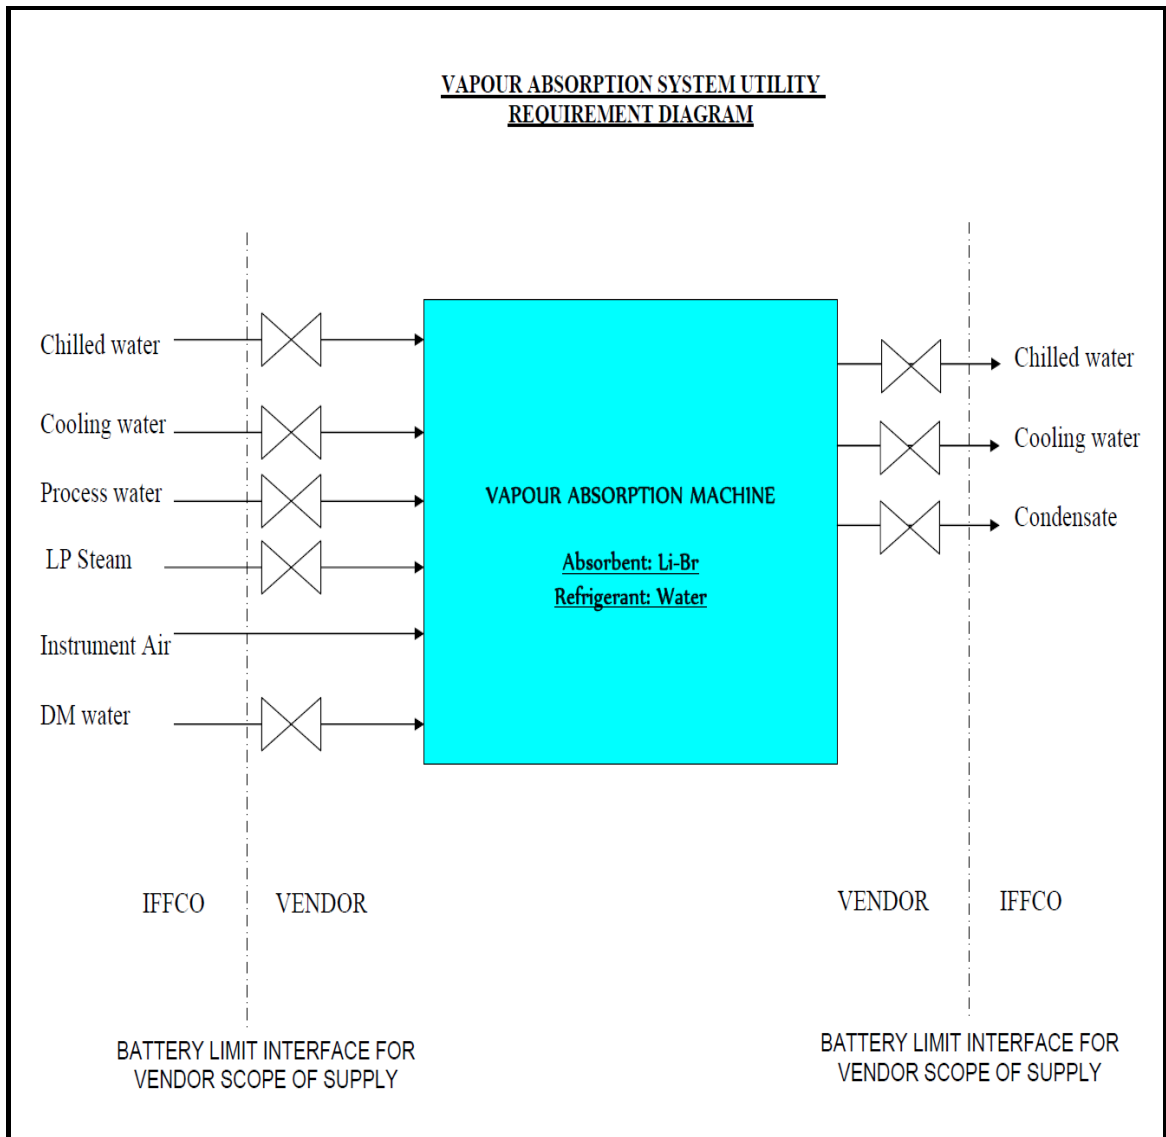 VAPOUR ABSORPTION SYSTEM UTILITY
REQUIREMENT DIAGRAM
Chilled water
Cooling water
Process water
LP Steam
Instrument Air
DM water
VAPOUR ABSORPTION MACHINE
Absorbent: Li-Br
Refrigerant: Water
Chilled water
Cooling water
Condensate
IFFCO
VENDOR
VENDOR
IFFCO
BATTERY LIMIT INTERFACE FOR
VENDOR SCOPE OF SUPPLY
BATTERY LIMIT INTERFACE FOR
VENDOR SCOPE OF SUPPLY